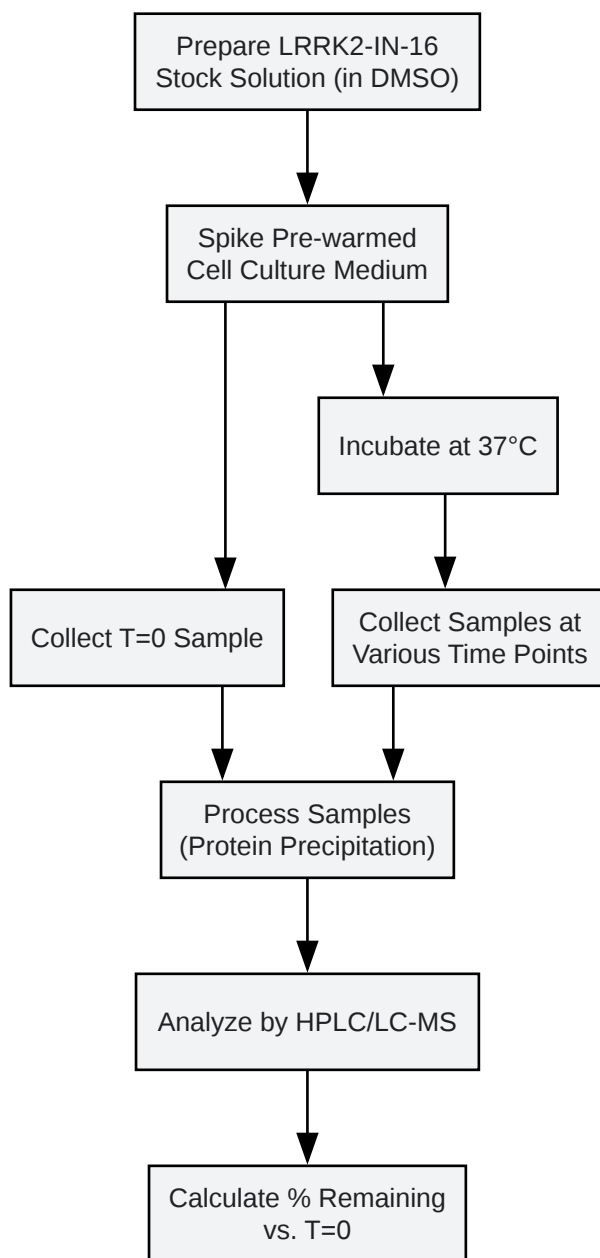 Prepare LRRK2-IN-16
Stock Solution (in DMSO)
Spike Pre-warmed
Cell Culture Medium
Incubate at 37°C
Collect T=0 Sample
Collect Samples at
Various Time Points
Process Samples
(Protein Precipitation)
Analyze by HPLC/LC-MS
Calculate % Remaining
vs. T=0